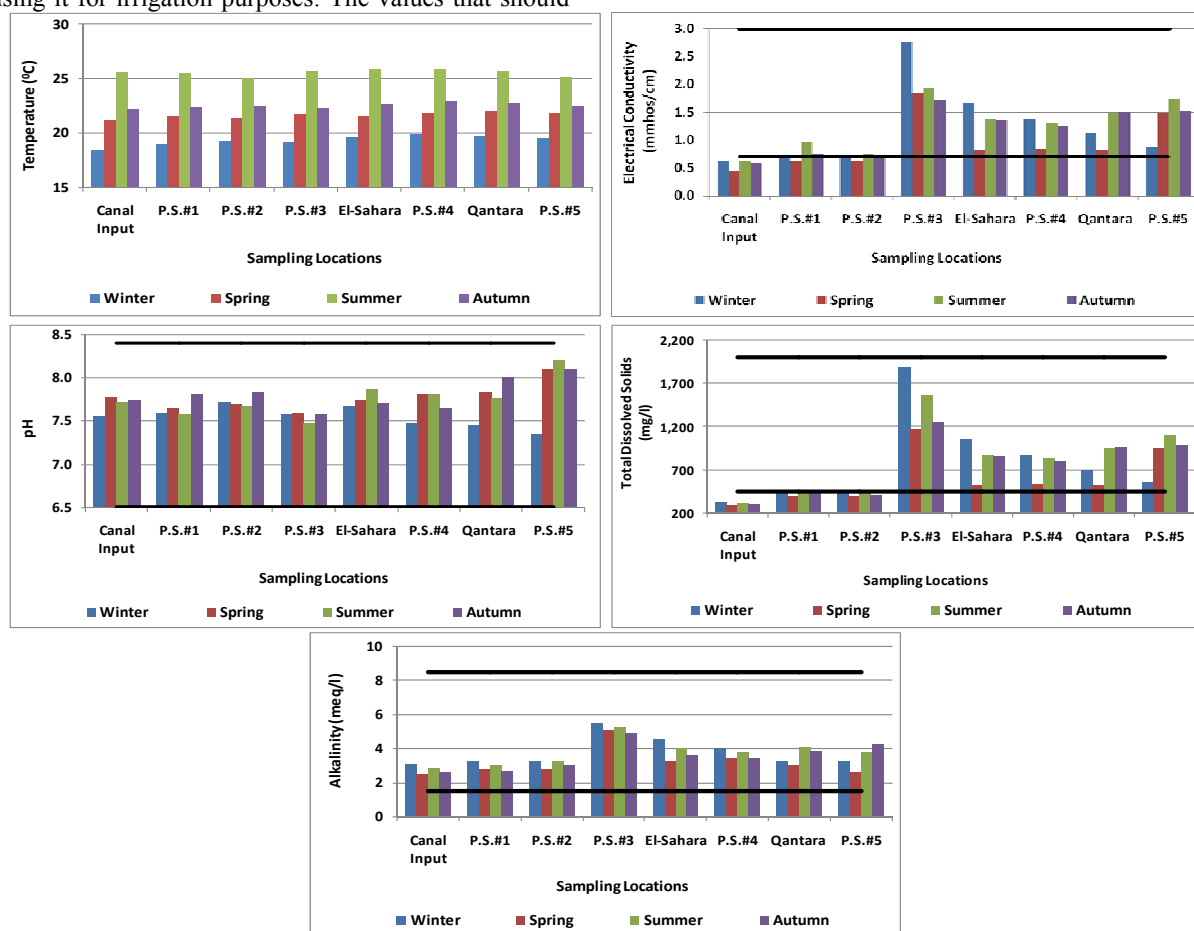 using it for irrigation purposes. The values that should
30
25
20
15
Temperature (⁰C)
Canal Input P.S.#1 P.S.#2 P.S.#3 El-Sahara P.S.#4 Qantara P.S.#5
Sampling Locations
Winter Spring Summer Autumn
3.0
2.5
2.0
1.5
1.0
0.5
0.0
Electrical Conductivity
(mmhos/cm)
Canal Input P.S.#1 P.S.#2 P.S.#3 El-Sahara P.S.#4 Qantara P.S.#5
Sampling Locations
Winter Spring Summer Autumn
8.5
8.0
7.5
7.0
6.5
pH
Canal Input P.S.#1 P.S.#2 P.S.#3 El-Sahara P.S.#4 Qantara P.S.#5
Sampling Locations
Winter Spring Summer Autumn
2,200
1,700
1,200
700
200
Total Dissolved Solids
(mg/l)
Canal Input P.S.#1 P.S.#2 P.S.#3 El-Sahara P.S.#4 Qantara P.S.#5
Sampling Locations
Winter Spring Summer Autumn
10
8
6
4
2
0
Alkalinity (meq/l)
Canal Input P.S.#1 P.S.#2 P.S.#3 El-Sahara P.S.#4 Qantara P.S.#5
Sampling Locations
Winter Spring Summer Autumn